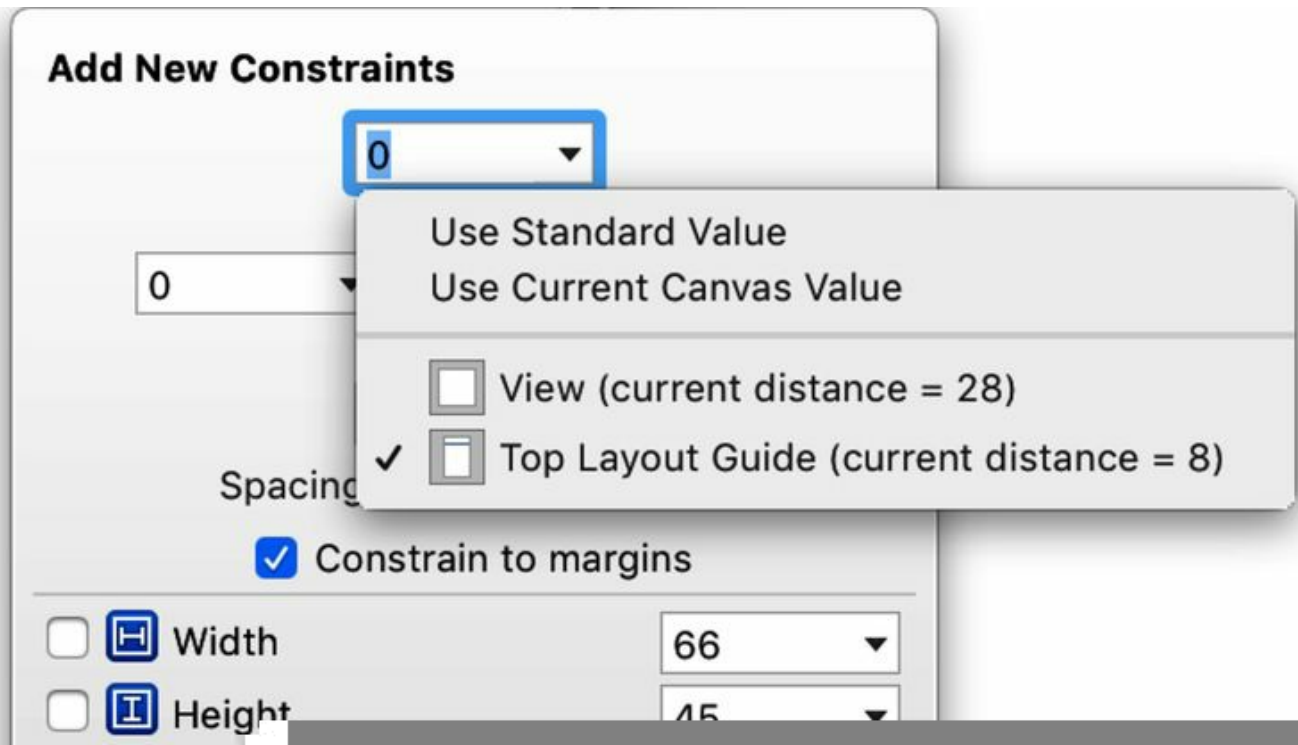 Add New Constraints
0
Use Standard Value
0
Use Current Canvas Value
View (current distance = 28)
Top Layout Guide (current distance = 8)
Spacing
Constrain to margins
Width 66
Height 45